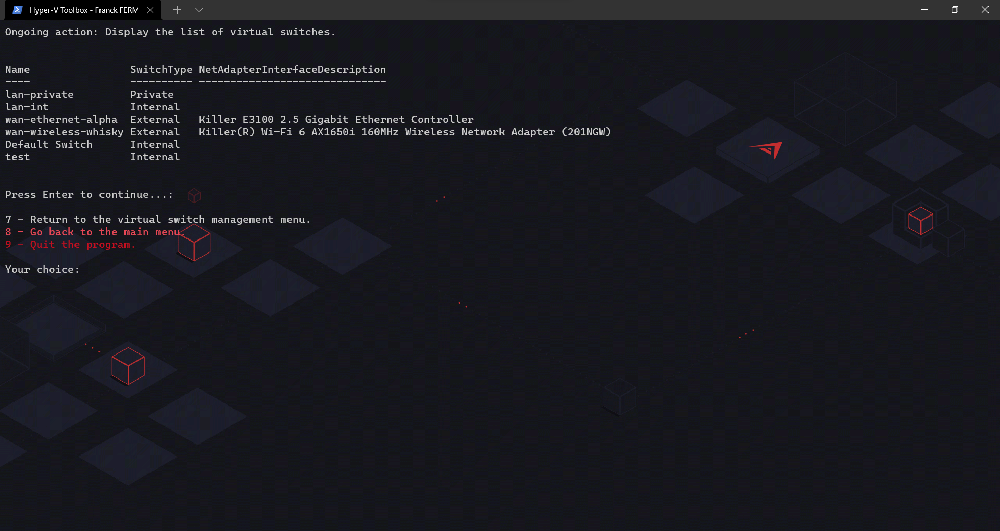 Hyper-V Toolbox - Franck FERM
Ongoing action: Display the list of virtual switches.
Name SwitchType NetAdapterInterfaceDescription
---- ---------- ------------------------------
lan-private Private
lan-int Internal
wan-ethernet-alpha External Killer E3100 2.5 Gigabit Ethernet Controller
wan-wireless-whisky External Killer(R) Wi-Fi 6 AX1650i 160MHz Wireless Network Adapter (201NGW)
Default Switch Internal
test Internal
Press Enter to continue...:
7 - Return to the virtual switch management menu.
8 - Go back to the main menu.
9 - Quit the program.
Your choice: